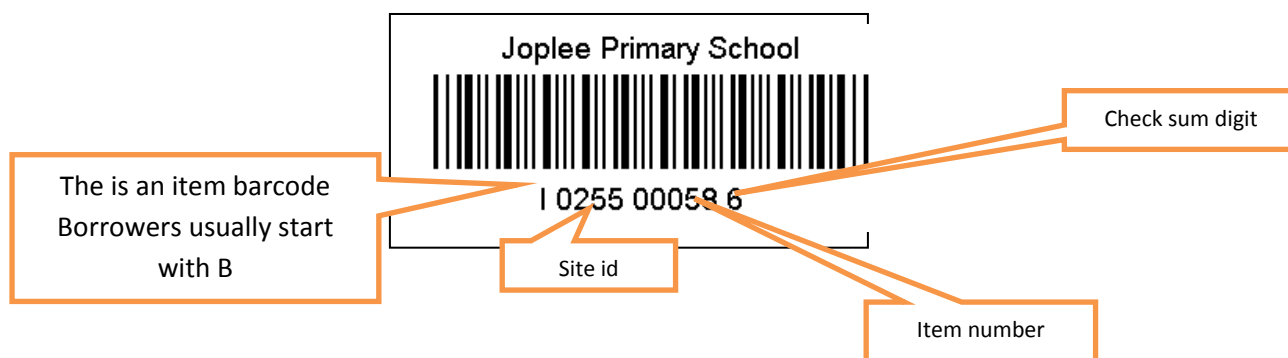 Joplee Primary School
Check sum digit
The is an item barcode
Borrowers usually start
with B
I 0255 00058 6
Site id
Item number